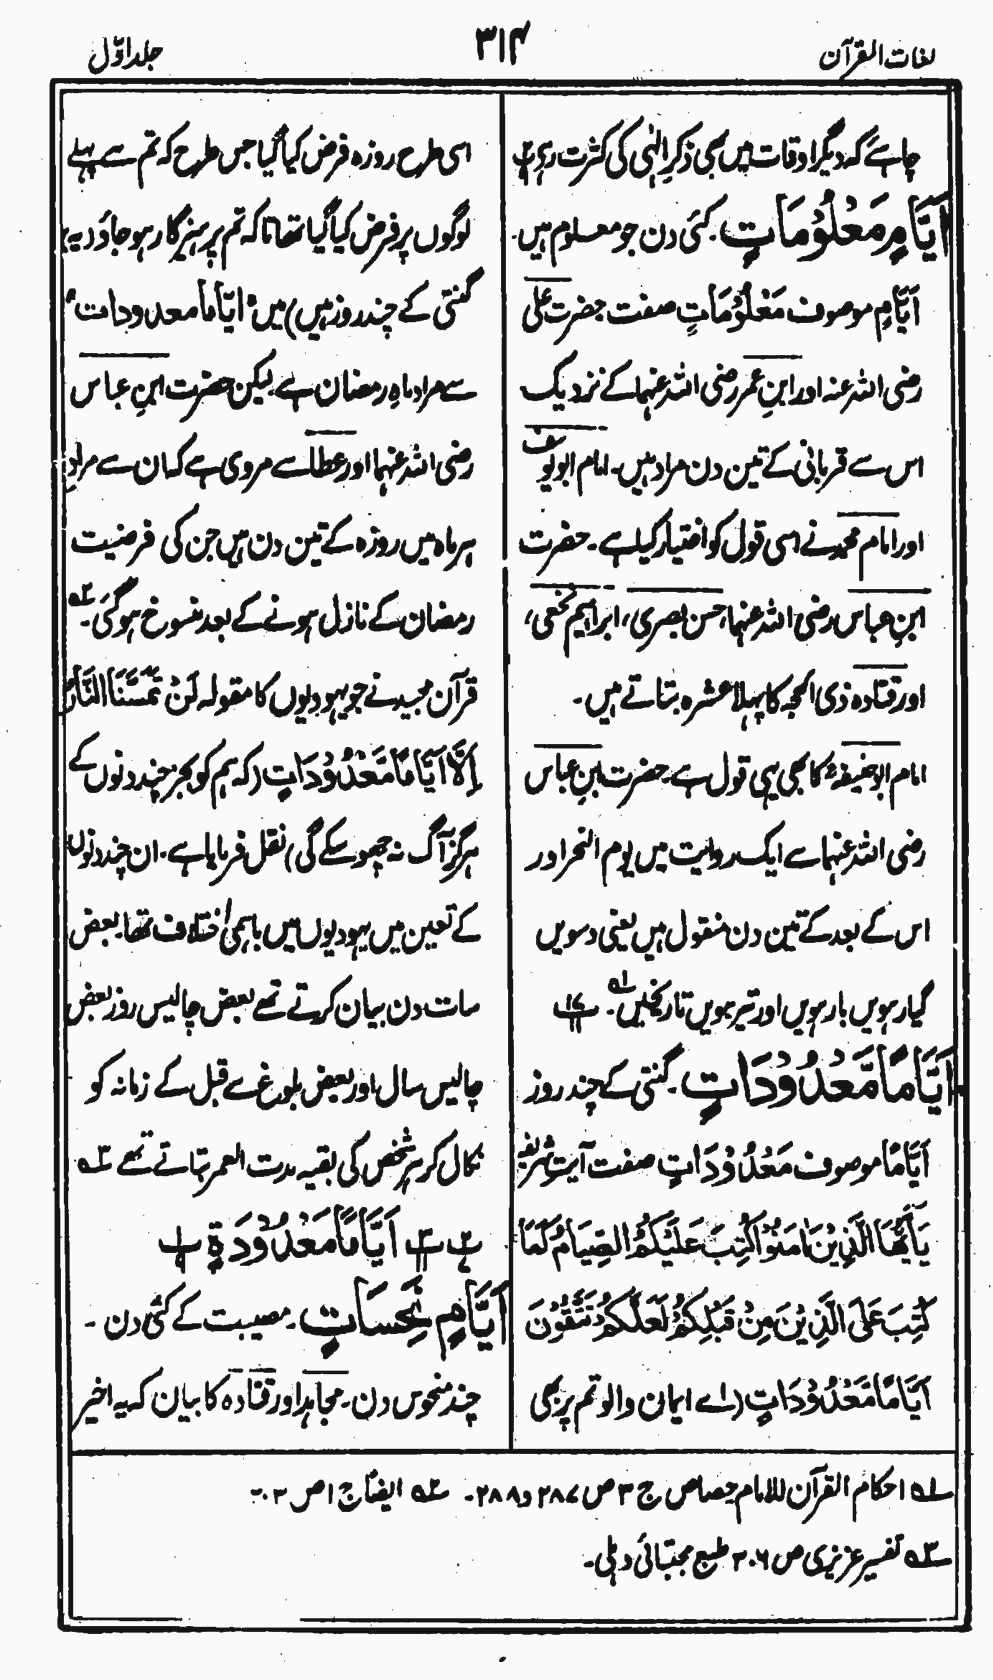 لغات القرآن
۳۱۴
جلد اوّل
چاہئے کہ دیگر اوقات میں بھی ذکرِ الٰہی کی کثرت رہے
اَیَّامٍ مَعْلُوْمَاتٍ۔ کئی دن جو معلوم ہیں۔
اَیَّامٍ موصوف مَعْلُوْمَاتٍ صفت حضرت علی
رضی اللہ عنہ اور ابنِ عمر رضی اللہ عنہما کے نزدیک
اس سے قربانی کے تین دن مراد ہیں۔ امام ابو یوسف
اور امام محمد نے اسی قول کو اختیار کیا ہے۔ حضرت
ابنِ عباس رضی اللہ عنہما، حسن بصری، ابراہیم نخعی،
اور قتادہ ذی الحجہ کا پہلا عشرہ بتاتے ہیں۔
امام ابو حنیفہؒ کا بھی یہی قول ہے۔ حضرت ابنِ عباس
رضی اللہ عنہما سے ایک روایت میں یوم النحر اور
اس کے بعد کے تین دن منقول ہیں یعنی دسویں
گیارہویں بارہویں اور تیرہویں تاریخیں ۱؎۔ ۱۷/۱۱
اَیَّامًا مَّعْدُوْدَاتٍ۔ گنتی کے چند روز
اَیَّامًا موصوف مَعْدُوْدَاتٍ صفت آیتِ شریفہ
یٰٓاَیُّھَا الَّذِیْنَ اٰمَنُوْا کُتِبَ عَلَیْکُمُ الصِّیَامُ کَمَا
کُتِبَ عَلَی الَّذِیْنَ مِنْ قَبْلِکُمْ لَعَلَّکُمْ تَتَّقُوْنَ
اَیَّامًا مَّعْدُوْدَاتٍ (اے ایمان والو تم پر بھی
اسی طرح روزہ فرض کیا گیا جس طرح کہ تم سے پہلے
لوگوں پر فرض کیا گیا تھا تاکہ تم پرہیزگار ہو جاؤ (یہ
گنتی کے چند روز ہیں) میں "ایّامًا معدودات"
سے مراد ماہِ رمضان ہے لیکن حضرت ابنِ عباس
رضی اللہ عنہما اور عطا سے مروی ہے کہ ان سے مراد
ہر ماہ میں روزہ کے تین دن ہیں جن کی فرضیت
رمضان کے نازل ہونے کے بعد منسوخ ہوگئی۔ ۲؎
قرآن مجید نے جو یہودیوں کا مقولہ لَنْ تَمَسَّنَا النَّارُ
اِلَّا اَیَّامًا مَّعْدُوْدَاتٍ (کہ ہم کو بجز چند دنوں کے
ہرگز آگ نہ چھو سکے گی) نقل فرمایا ہے۔ ان چند دنوں
کے تعین میں یہودیوں میں باہمی اختلاف تھا۔ بعض
سات دن بیان کرتے تھے بعض چالیس روز بعض
چالیس سال اور بعض بلوغ سے قبل کے زمانہ کو
نکال کر ہر شخص کی بقیہ مدت العمر بتاتے تھے ۳؎
اَیَّامًا مَعْدُوْدَةٍ
اَیَّامٍ نَّحِسَاتٍ۔ مصیبت کے کئی دن۔
چند منحوس دن۔ مجاہد اور قتادہ کا بیان کہ یہ اخیر
۱؎ احکام القرآن للامام جصاص ج ۳ ص ۲۸۷ و ۲۸۸۔ ۲؎ ایضًا ج ۱ ص ۲۰۲
۳؎ تفسیر عزیزی ص ۳۰۶ طبع مجتبائی دہلی۔